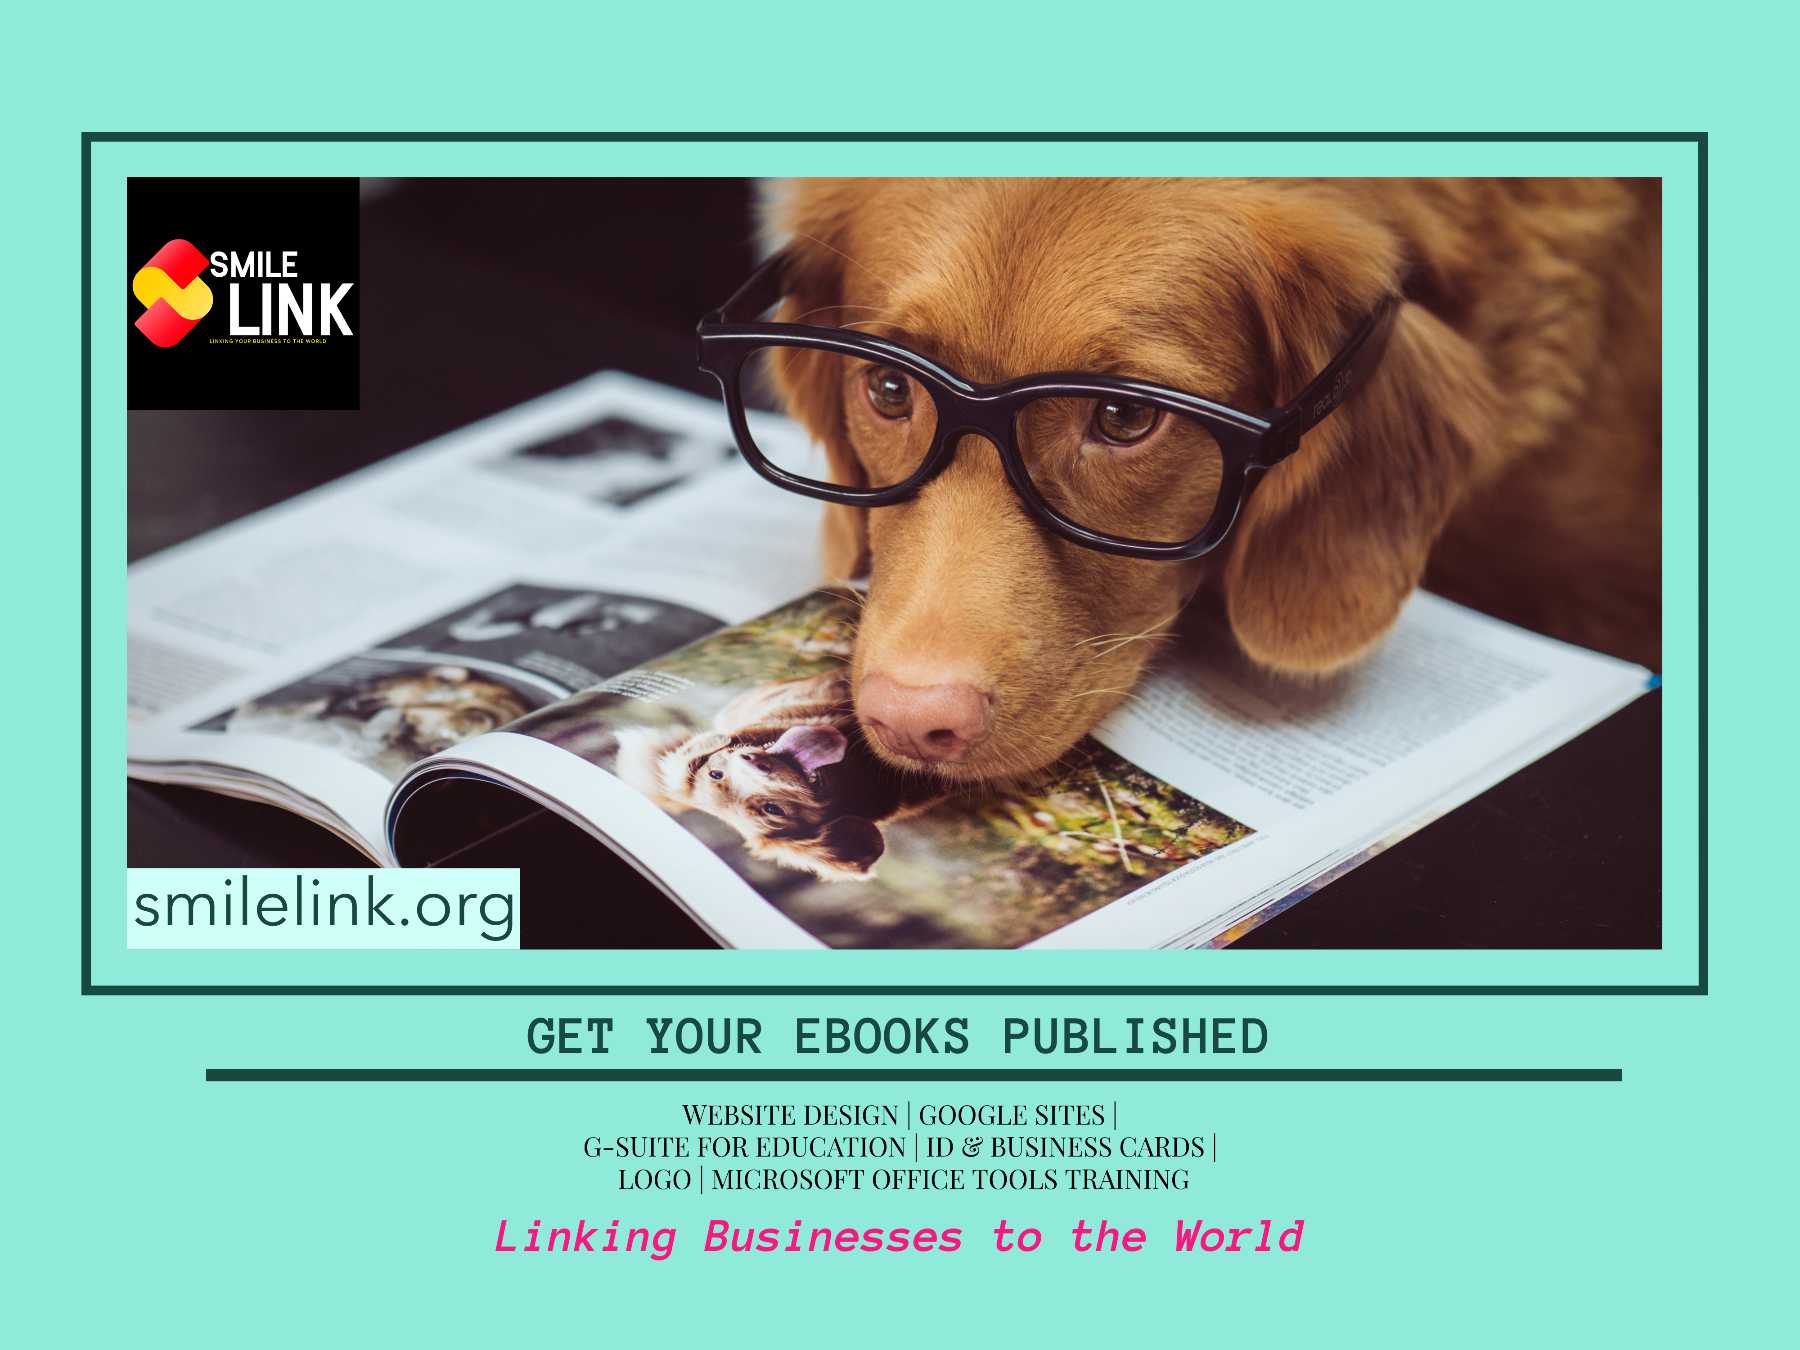 SMILE
LINK
LINKING YOUR BUSINESS TO THE WORLD
smilelink.org
GET YOUR EBOOKS PUBLISHED
WEBSITE DESIGN | GOOGLE SITES |
G-SUITE FOR EDUCATION | ID & BUSINESS CARDS |
LOGO | MICROSOFT OFFICE TOOLS TRAINING
Linking Businesses to the World